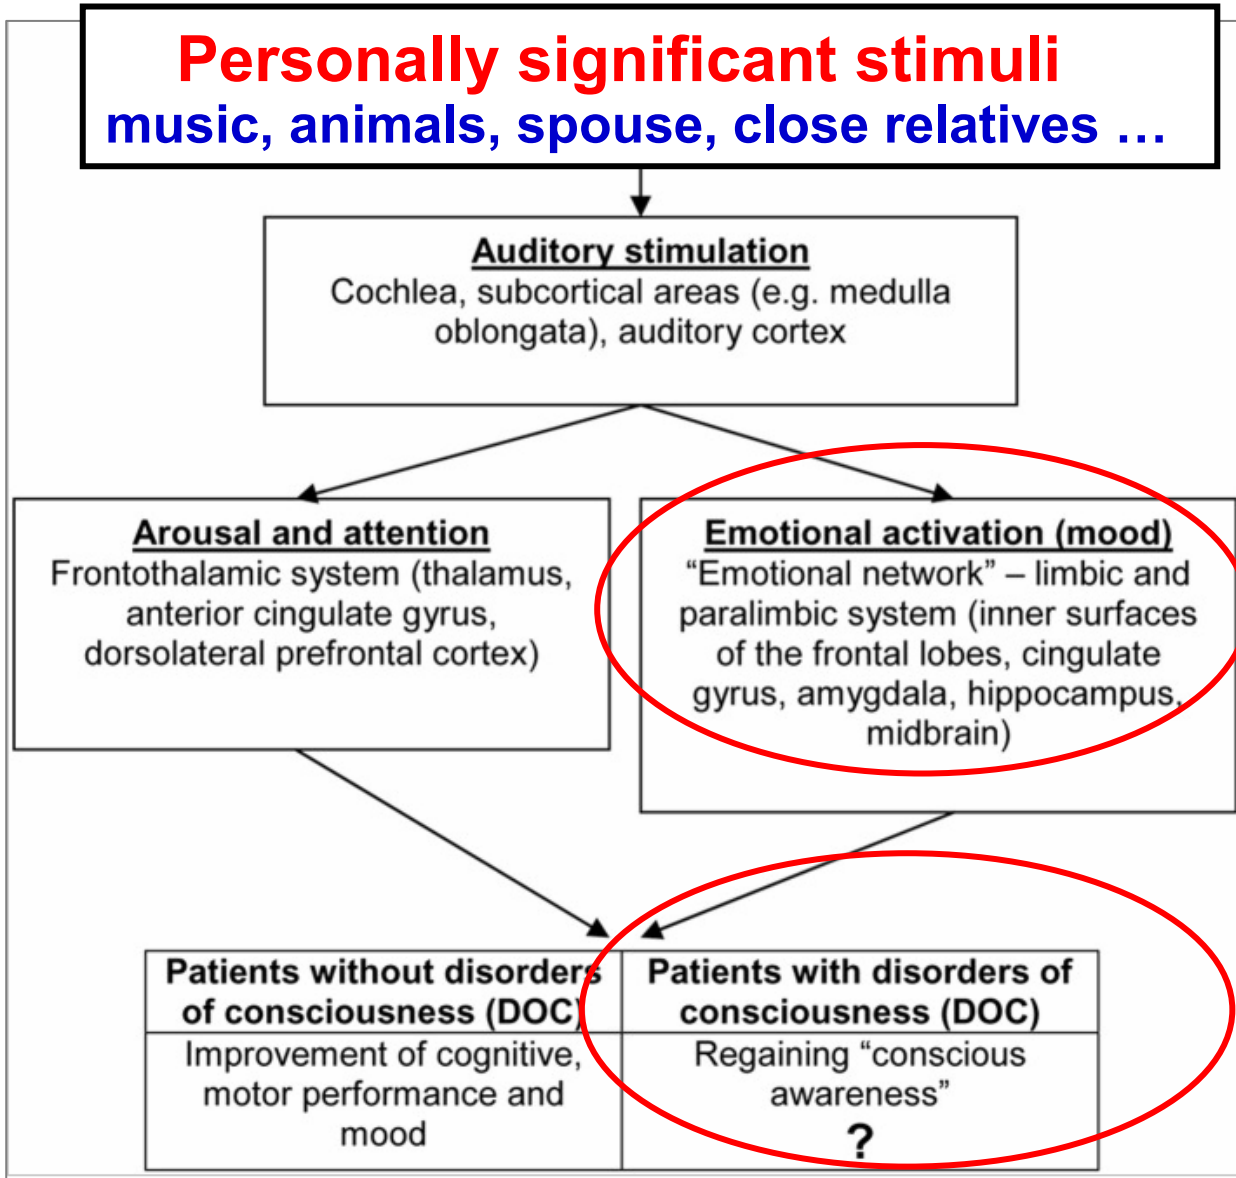 Personally significant stimuli
music, animals, spouse, close relatives …
Auditory stimulation
Cochlea, subcortical areas (e.g. medulla
oblongata), auditory cortex
Arousal and attention
Frontothalamic system (thalamus,
anterior cingulate gyrus,
dorsolateral prefrontal cortex)
Emotional activation (mood)
“Emotional network” – limbic and
paralimbic system (inner surfaces
of the frontal lobes, cingulate
gyrus, amygdala, hippocampus,
midbrain)
Patients without disorders
of consciousness (DOC)
Patients with disorders of
consciousness (DOC)
Improvement of cognitive,
motor performance and
mood
Regaining “conscious
awareness”
?